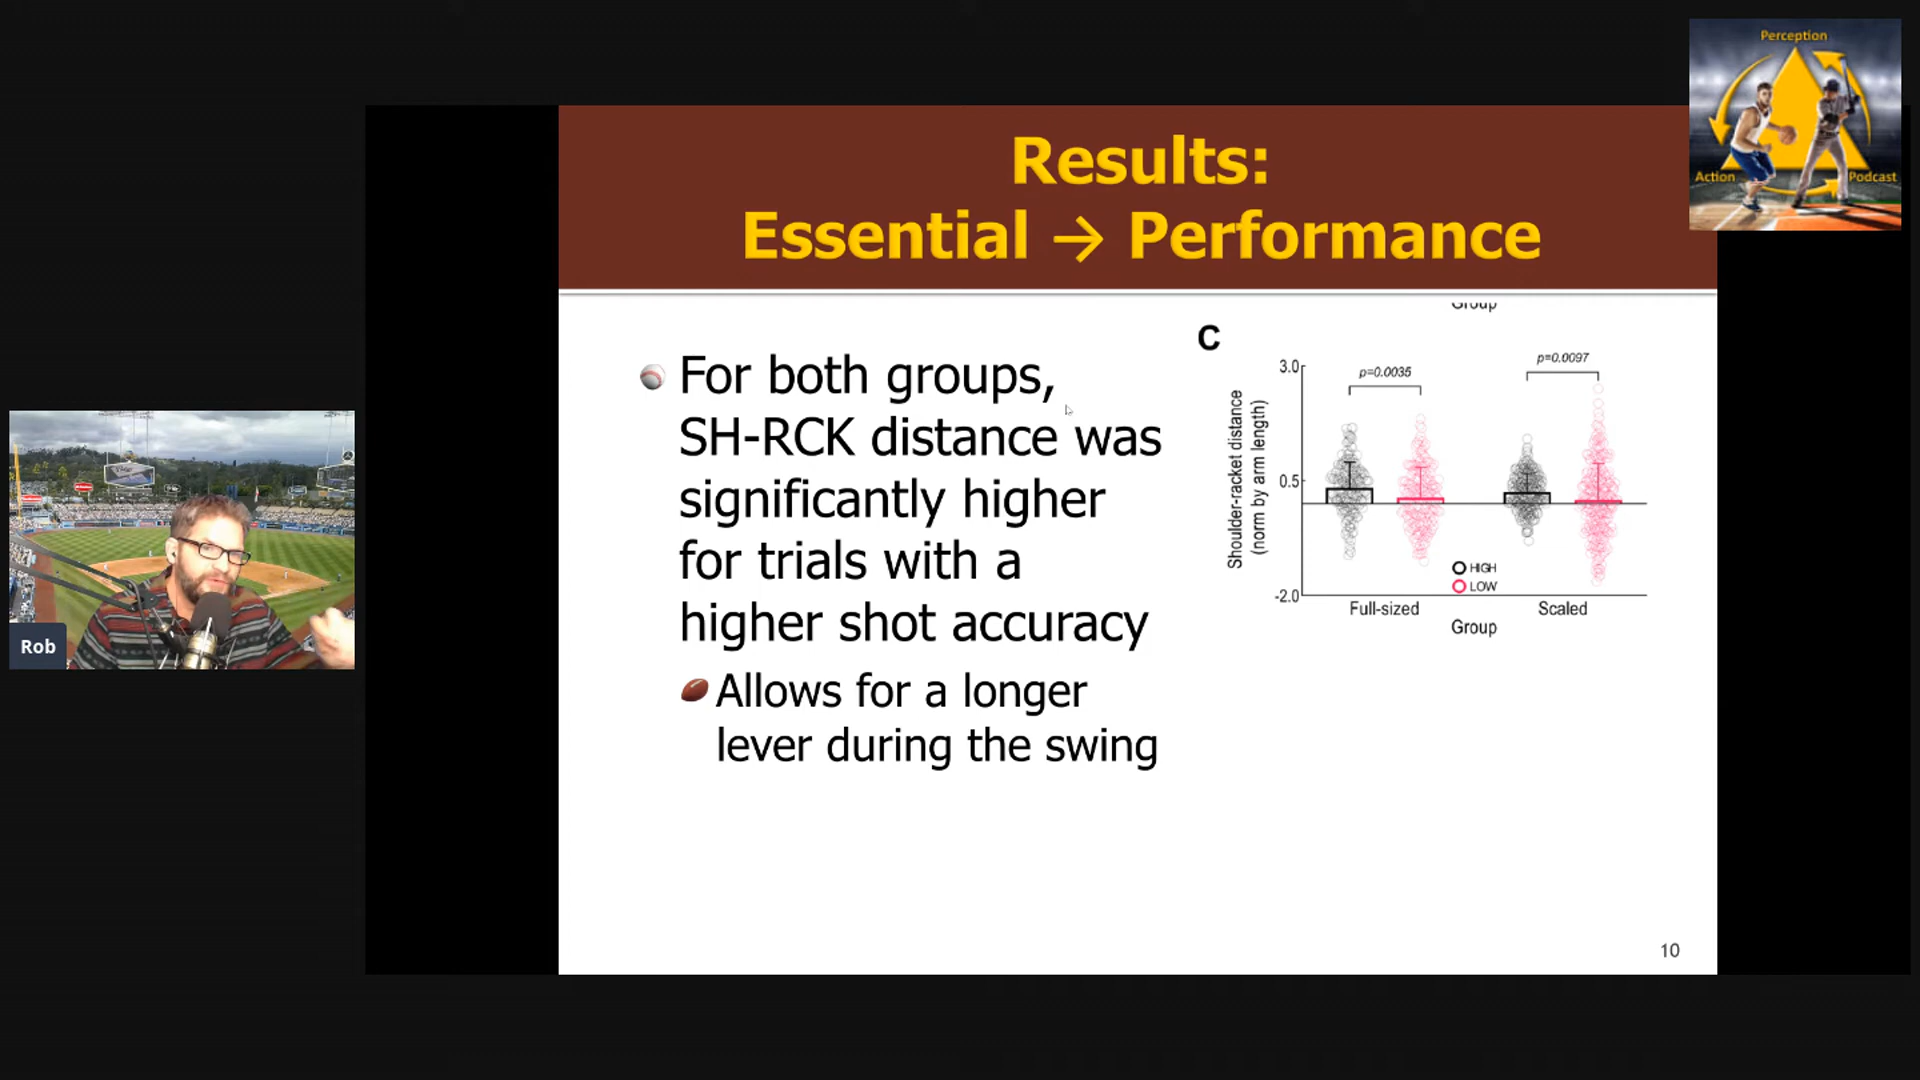 Perception
Action
Podcast
Results:
Essential → Performance
For both groups,
SH-RCK distance was
significantly higher
for trials with a
higher shot accuracy
Allows for a longer
lever during the swing
Group
C
Shoulder-racket distance
(norm by arm length)
3.0
0.5
-2.0
p=0.0035
p=0.0097
HIGH
LOW
Full-sized
Scaled
Group
10
Rob